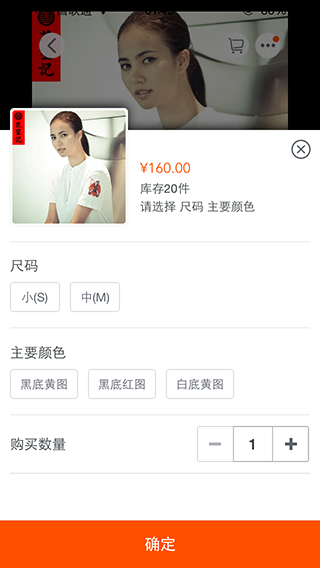 ¥160.00
库存20件
请选择 尺码 主要颜色
尺码
小(S) 中(M)
主要颜色
黑底黄图 黑底红图 白底黄图
购买数量 1
确定